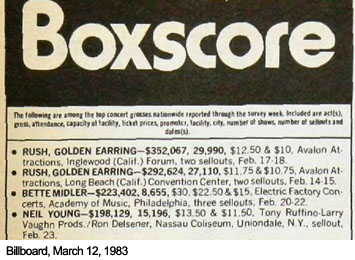 Boxscore
The following are among the top concert grosses nationwide reported through the survey week. Included are act(s),
gross, attendance, capacity of facility, ticket prices, promoter, facility, city, number of shows, number of sellouts and
dates(s).
• RUSH, GOLDEN EARRING—$352,067, 29,990, $12.50 & $10, Avalon At-
tractions, Inglewood (Calif.) Forum, two sellouts, Feb. 17-18.
• RUSH, GOLDEN EARRING—$292,624, 27,110, $11.75 & $10.75, Avalon
Attractions, Long Beach (Calif.) Convention Center, two sellouts, Feb. 14-15.
• BETTE MIDLER—$223,402, 8,655, $30, $22.50 & $15, Electric Factory Con-
certs, Academy of Music, Philadelphia, three sellouts, Feb. 20-22.
• NEIL YOUNG—$198,129, 15,196, $13.50 & $11.50, Tony Ruffino-Larry
Vaughn Prods./Ron Delsener, Nassau Coliseum, Uniondale, N.Y., sellout,
Feb. 23.
Billboard, March 12, 1983